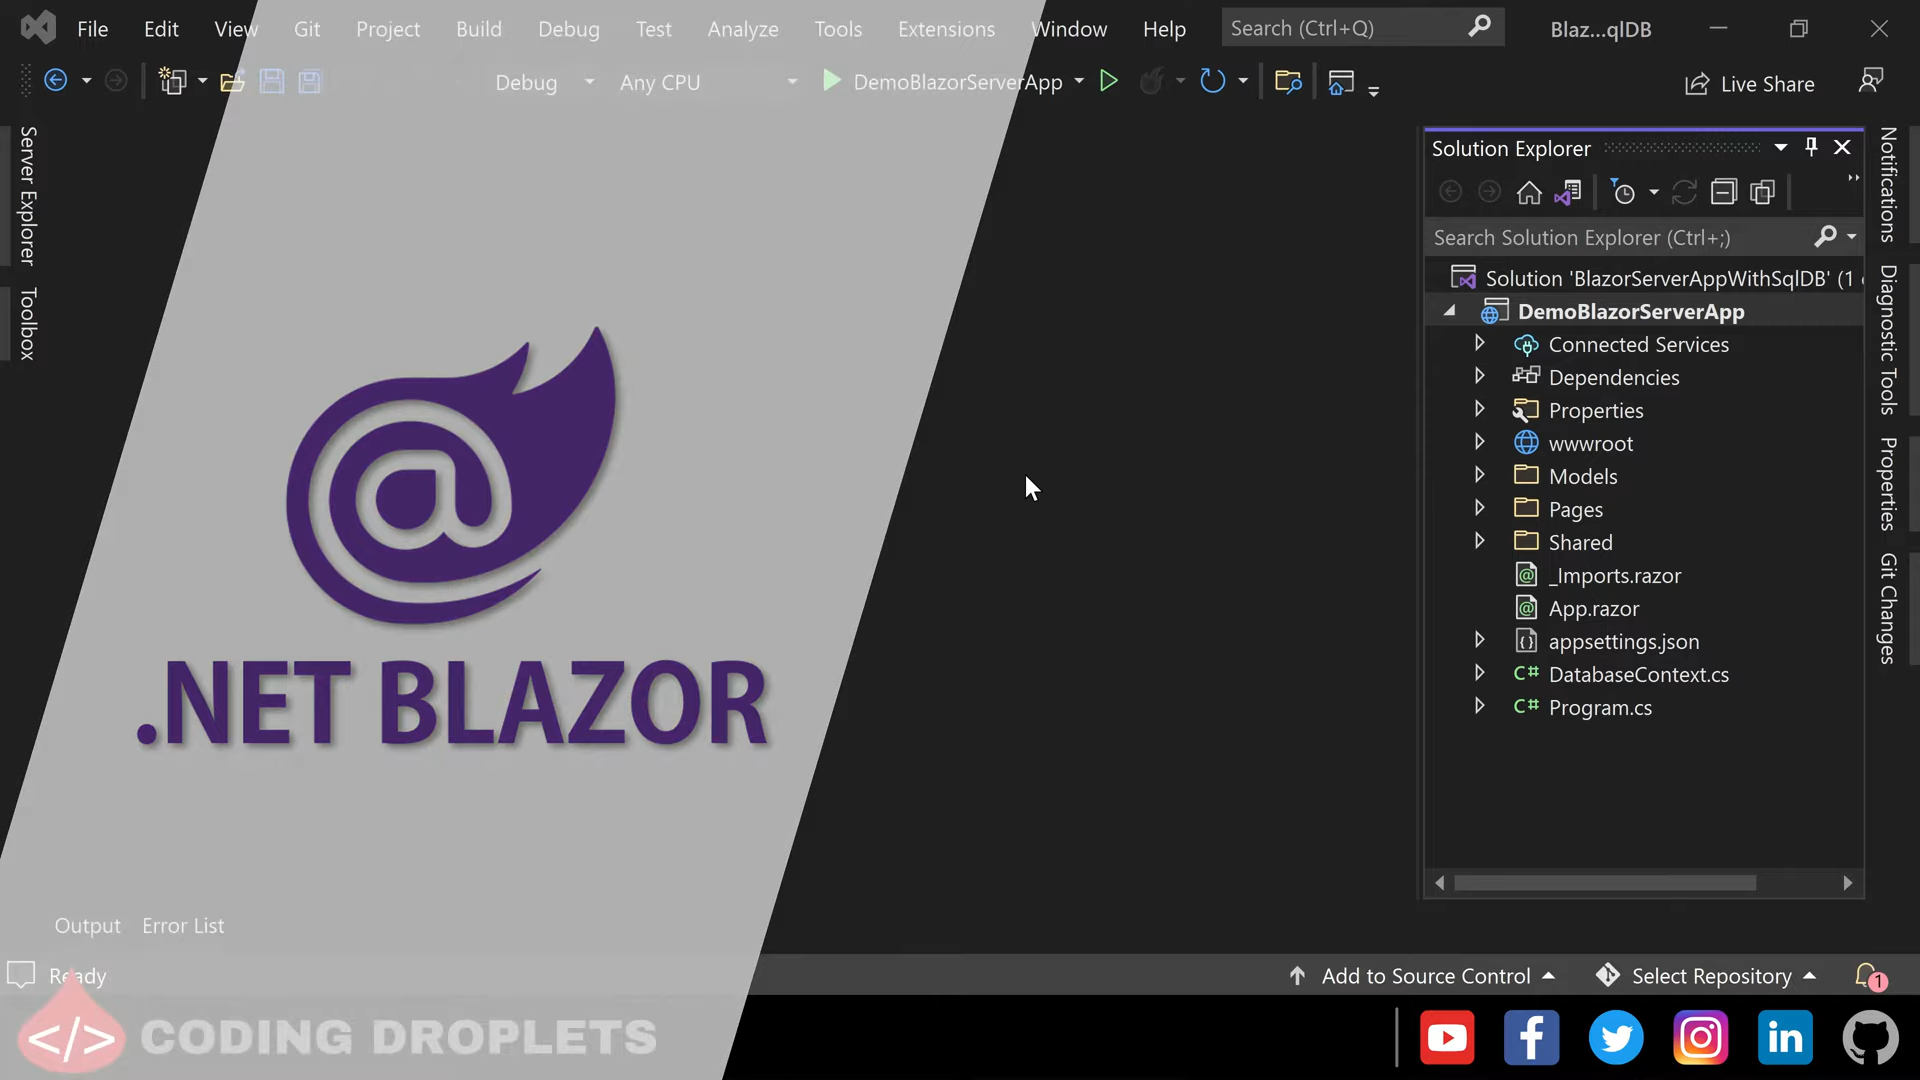 File Edit View Git Project Build Debug Test Analyze Tools Extensions Window Help Search (Ctrl+Q) Blaz...qlDB
Debug Any CPU DemoBlazorServerApp Live Share
Server Explorer
Toolbox
Solution Explorer
Search Solution Explorer (Ctrl+;)
Solution 'BlazorServerAppWithSqlDB' (1
DemoBlazorServerApp
Connected Services
Dependencies
Properties
wwwroot
Models
Pages
Shared
_Imports.razor
App.razor
appsettings.json
C# DatabaseContext.cs
C# Program.cs
Notifications
Diagnostic Tools
Properties
Git Changes
.NET BLAZOR
Output Error List
Ready Add to Source Control Select Repository 1
</> CODING DROPLETS